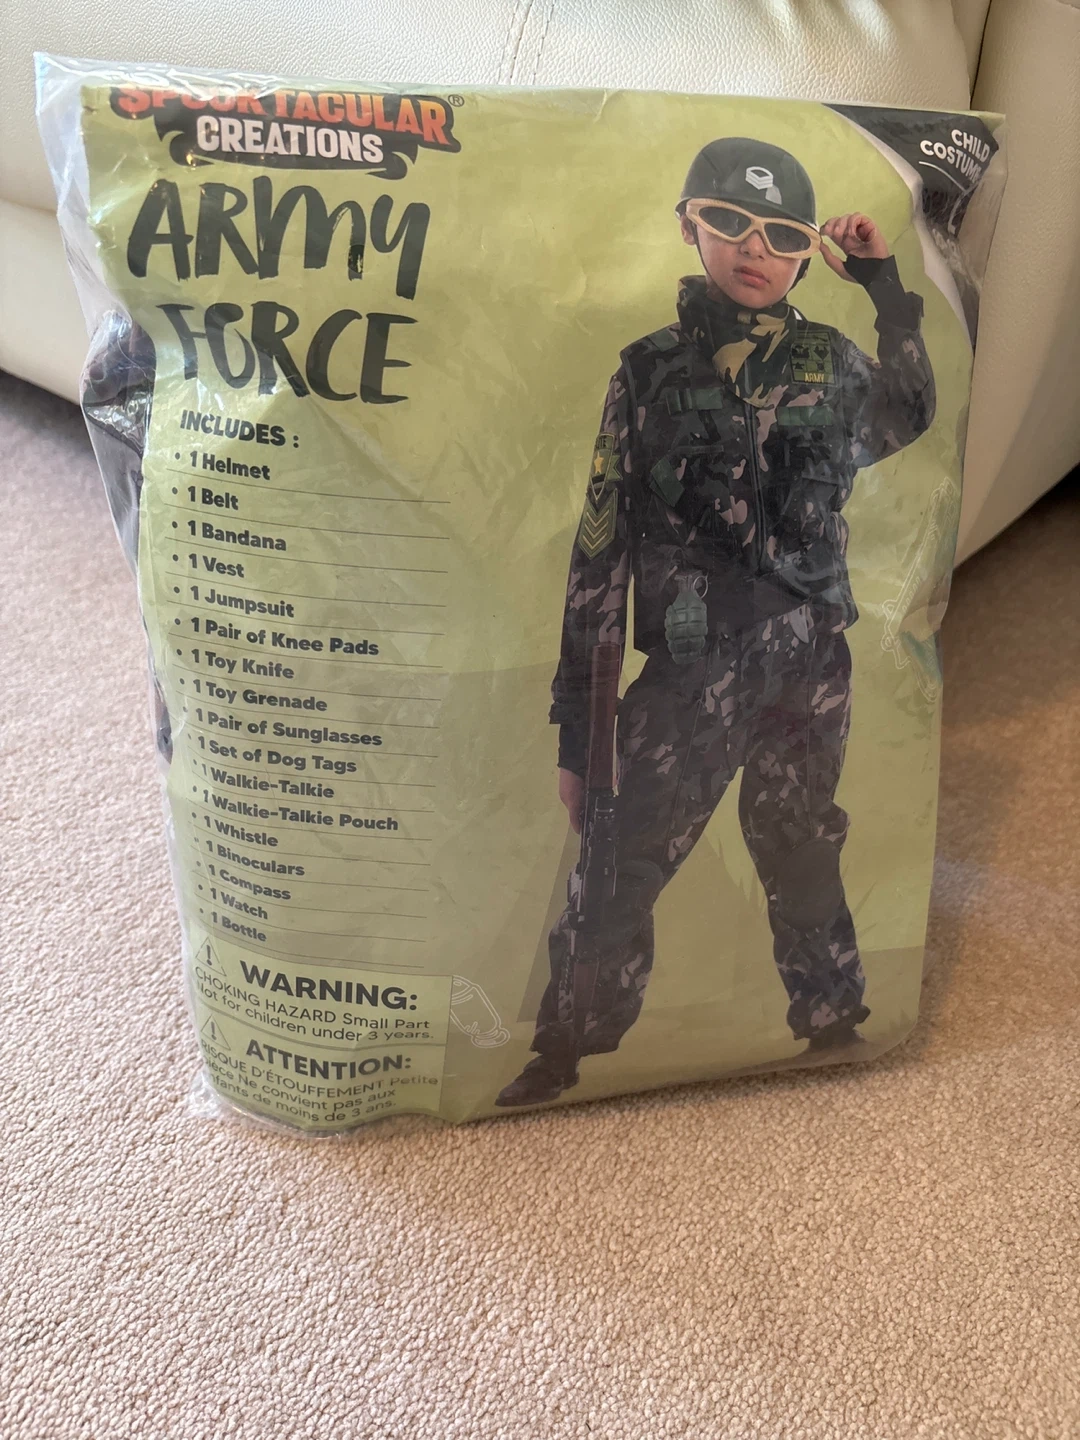 SPOOKTACULAR®
CREATIONS
CHILD
COSTUME
ARMY
FORCE
ARMY
INCLUDES :
• 1 Helmet
• 1 Belt
• 1 Bandana
• 1 Vest
• 1 Jumpsuit
• 1 Pair of Knee Pads
• 1 Toy Knife
• 1 Toy Grenade
• 1 Pair of Sunglasses
• 1 Set of Dog Tags
• 1 Walkie-Talkie
• 1 Walkie-Talkie Pouch
• 1 Whistle
• 1 Binoculars
• 1 Compass
• 1 Watch
• 1 Bottle
WARNING:
CHOKING HAZARD Small Part
Not for children under 3 years.
ATTENTION:
RISQUE D'ÉTOUFFEMENT Petite
pièce Ne convient pas aux
enfants de moins de 3 ans.